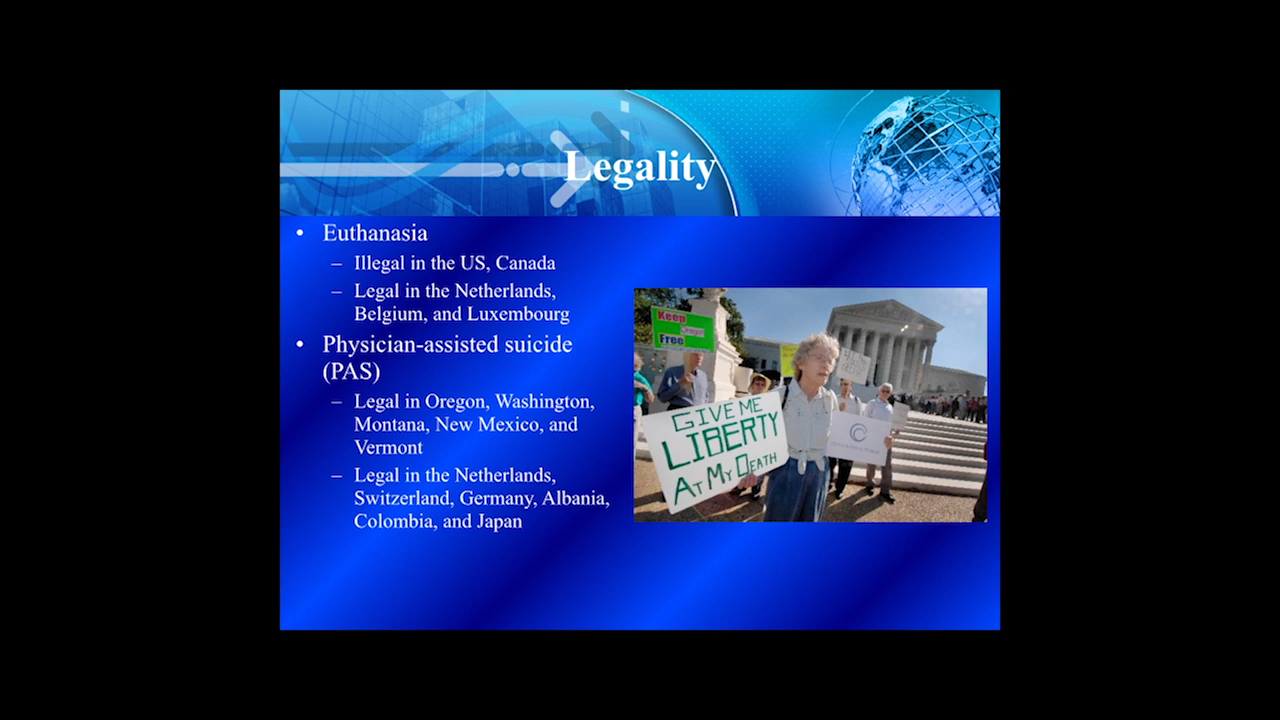 Legality
• Euthanasia
– Illegal in the US, Canada
– Legal in the Netherlands,
Belgium, and Luxembourg
• Physician-assisted suicide
(PAS)
– Legal in Oregon, Washington,
Montana, New Mexico, and
Vermont
– Legal in the Netherlands,
Switzerland, Germany, Albania,
Colombia, and Japan
Keep
Oregon
Free
GIVE ME
LIBERTY
AT MY DEATH